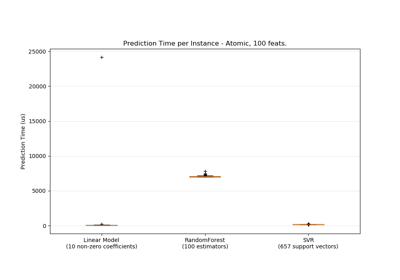 Prediction Time per Instance - Atomic, 100 feats.
25000
20000
15000
10000
5000
0
Prediction Time (us)
Linear Model
(10 non-zero coefficients)
RandomForest
(100 estimators)
SVR
(657 support vectors)